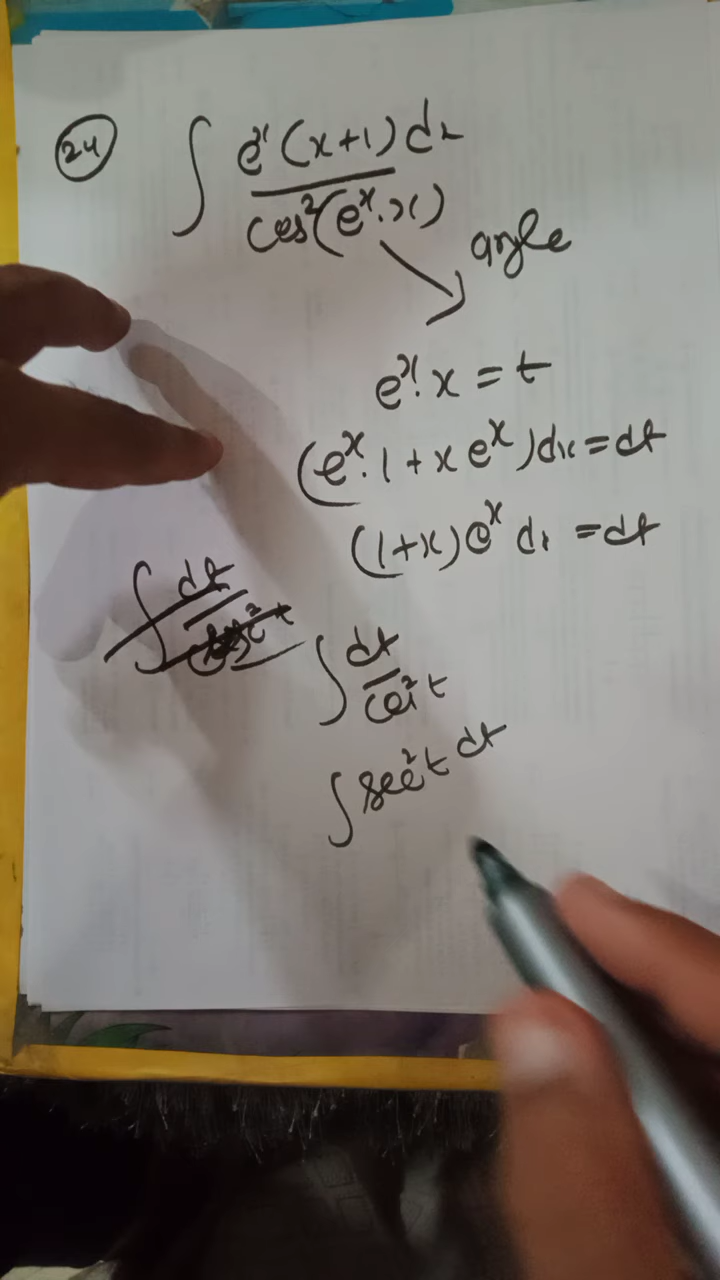 24 ∫ e^x (x+1) dx / cos²(e^x · x)
angle
e^x · x = t
(e^x · 1 + x e^x) dx = dt
(1+x) e^x dx = dt
∫ dt / cos² t
∫ sec² t dt